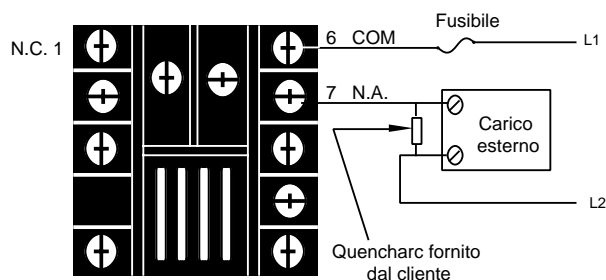 Fusibile
N.C. 1
6 COM
L1
7 N.A.
Carico
esterno
L2
Quencharc fornito
dal cliente